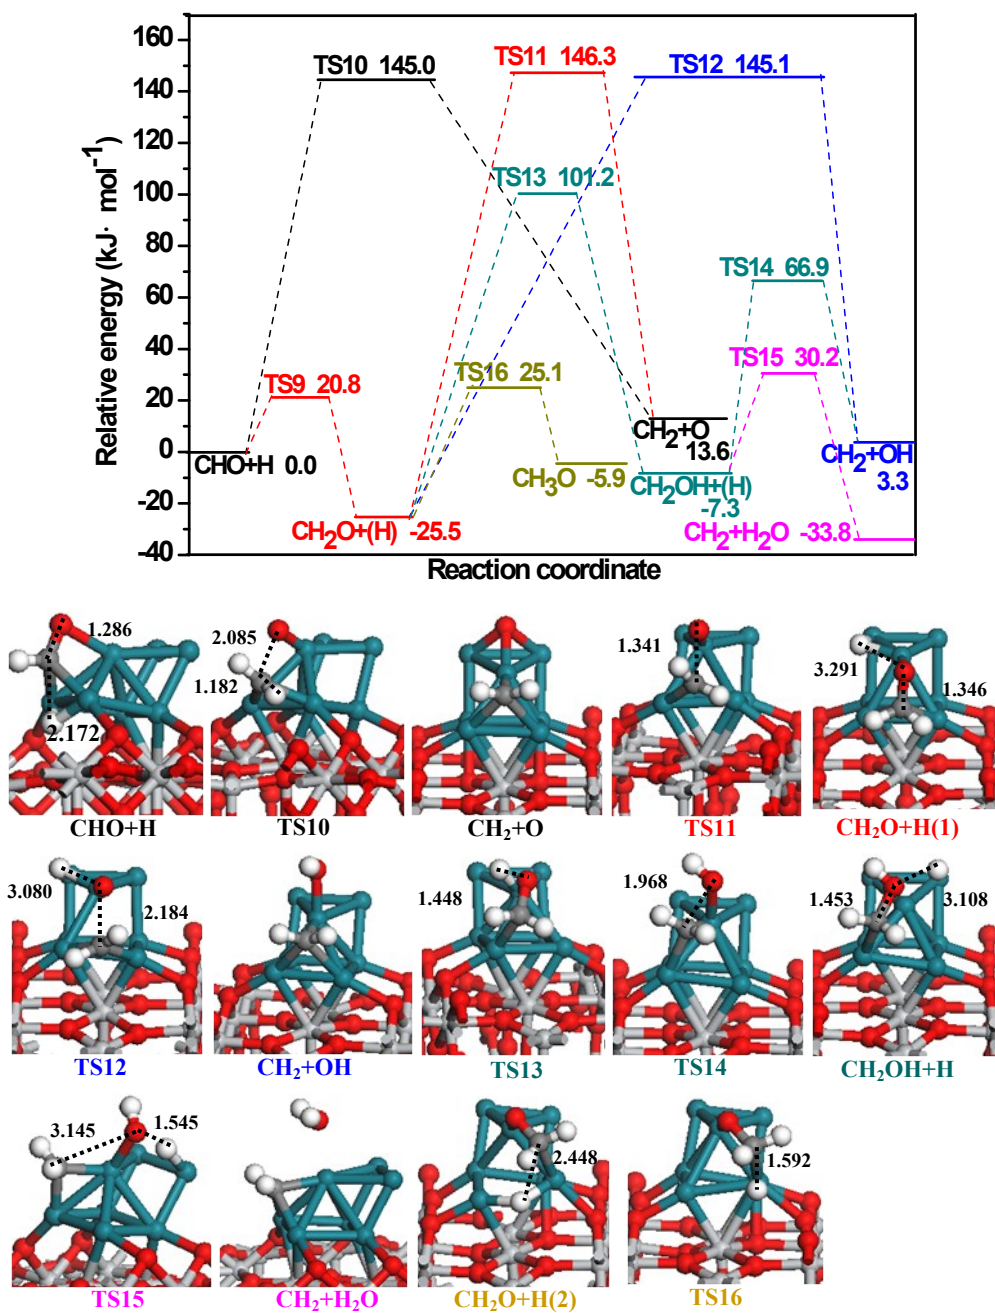 Relative energy (kJ· mol⁻¹)
160
140
120
100
80
60
40
20
0
-20
-40
TS10 145.0
TS11 146.3
TS12 145.1
TS13 101.2
TS14 66.9
TS15 30.2
TS16 25.1
TS9 20.8
CHO+H 0.0
CH₂O+(H) -25.5
CH₃O -5.9
CH₂+O
13.6
CH₂OH+(H)
-7.3
CH₂+OH
3.3
CH₂+H₂O -33.8
Reaction coordinate
1.286
2.172
CHO+H
2.085
1.182
TS10
CH₂+O
1.341
TS11
3.291
1.346
CH₂O+H(1)
3.080
2.184
TS12
CH₂+OH
1.448
TS13
1.968
TS14
1.453
3.108
CH₂OH+H
3.145
1.545
TS15
CH₂+H₂O
2.448
CH₂O+H(2)
1.592
TS16